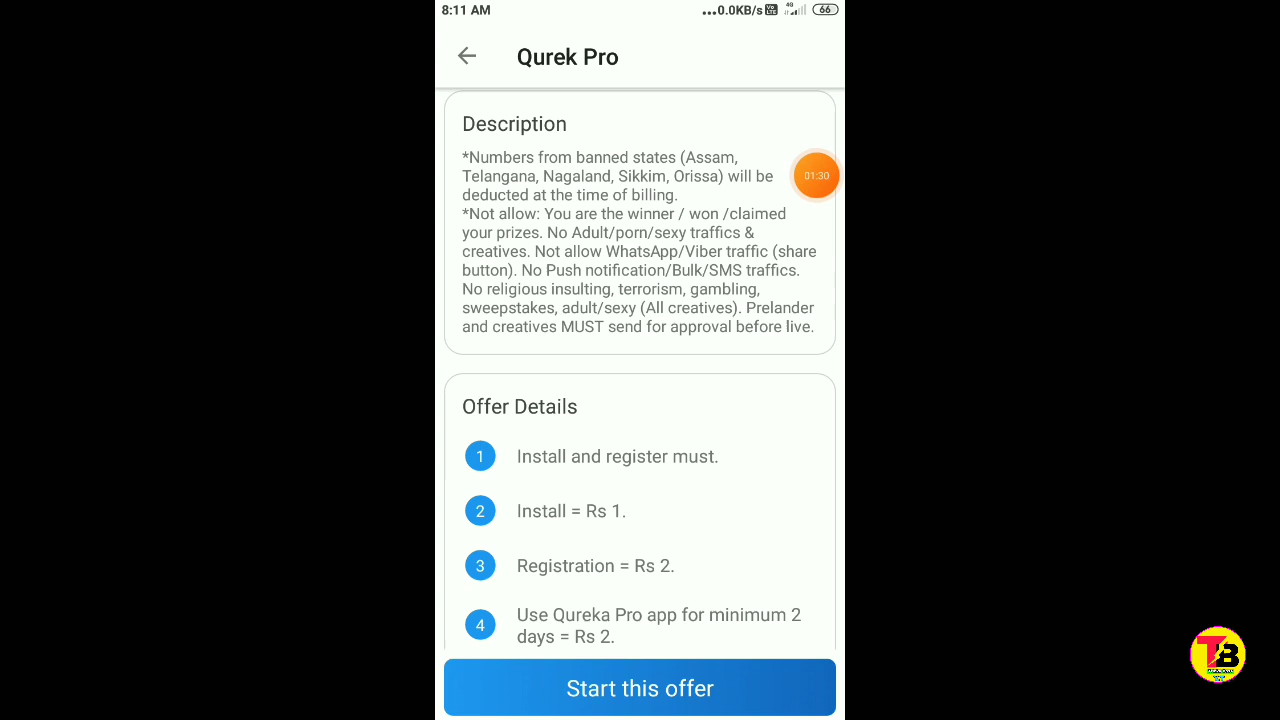 8:11 AM
...0.0KB/s
4G
66
Qurek Pro
Description
*Numbers from banned states (Assam,
Telangana, Nagaland, Sikkim, Orissa) will be
deducted at the time of billing.
01:30
*Not allow: You are the winner / won /claimed
your prizes. No Adult/porn/sexy traffics &
creatives. Not allow WhatsApp/Viber traffic (share
button). No Push notification/Bulk/SMS traffics.
No religious insulting, terrorism, gambling,
sweepstakes, adult/sexy (All creatives). Prelander
and creatives MUST send for approval before live.
Offer Details
1 Install and register must.
2 Install = Rs 1.
3 Registration = Rs 2.
4 Use Qureka Pro app for minimum 2
days = Rs 2.
Start this offer
TB